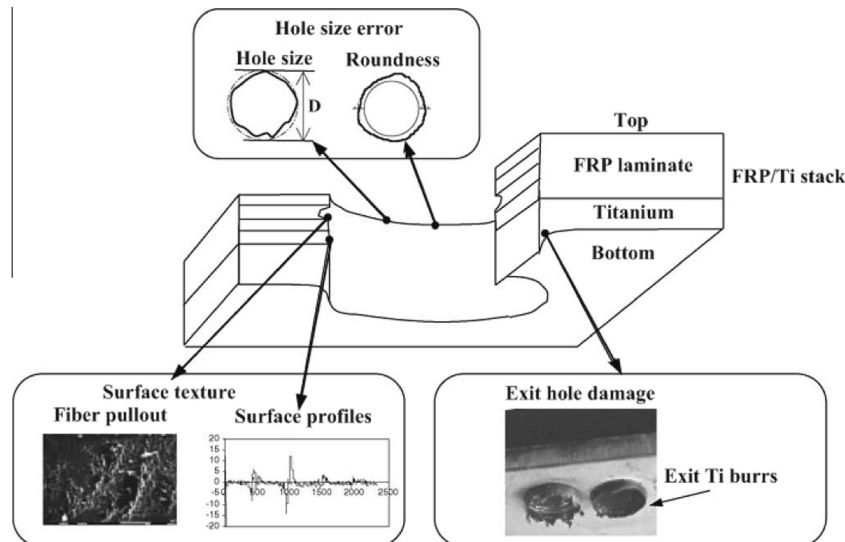 Hole size error
Hole size
Roundness
D
Top
FRP laminate
FRP/Ti stack
Titanium
Bottom
Surface texture
Fiber pullout
Surface profiles
20
15
10
5
0
-5
-10
-15
-20
0
500
1000
1500
2000
2500
Exit hole damage
Exit Ti burrs